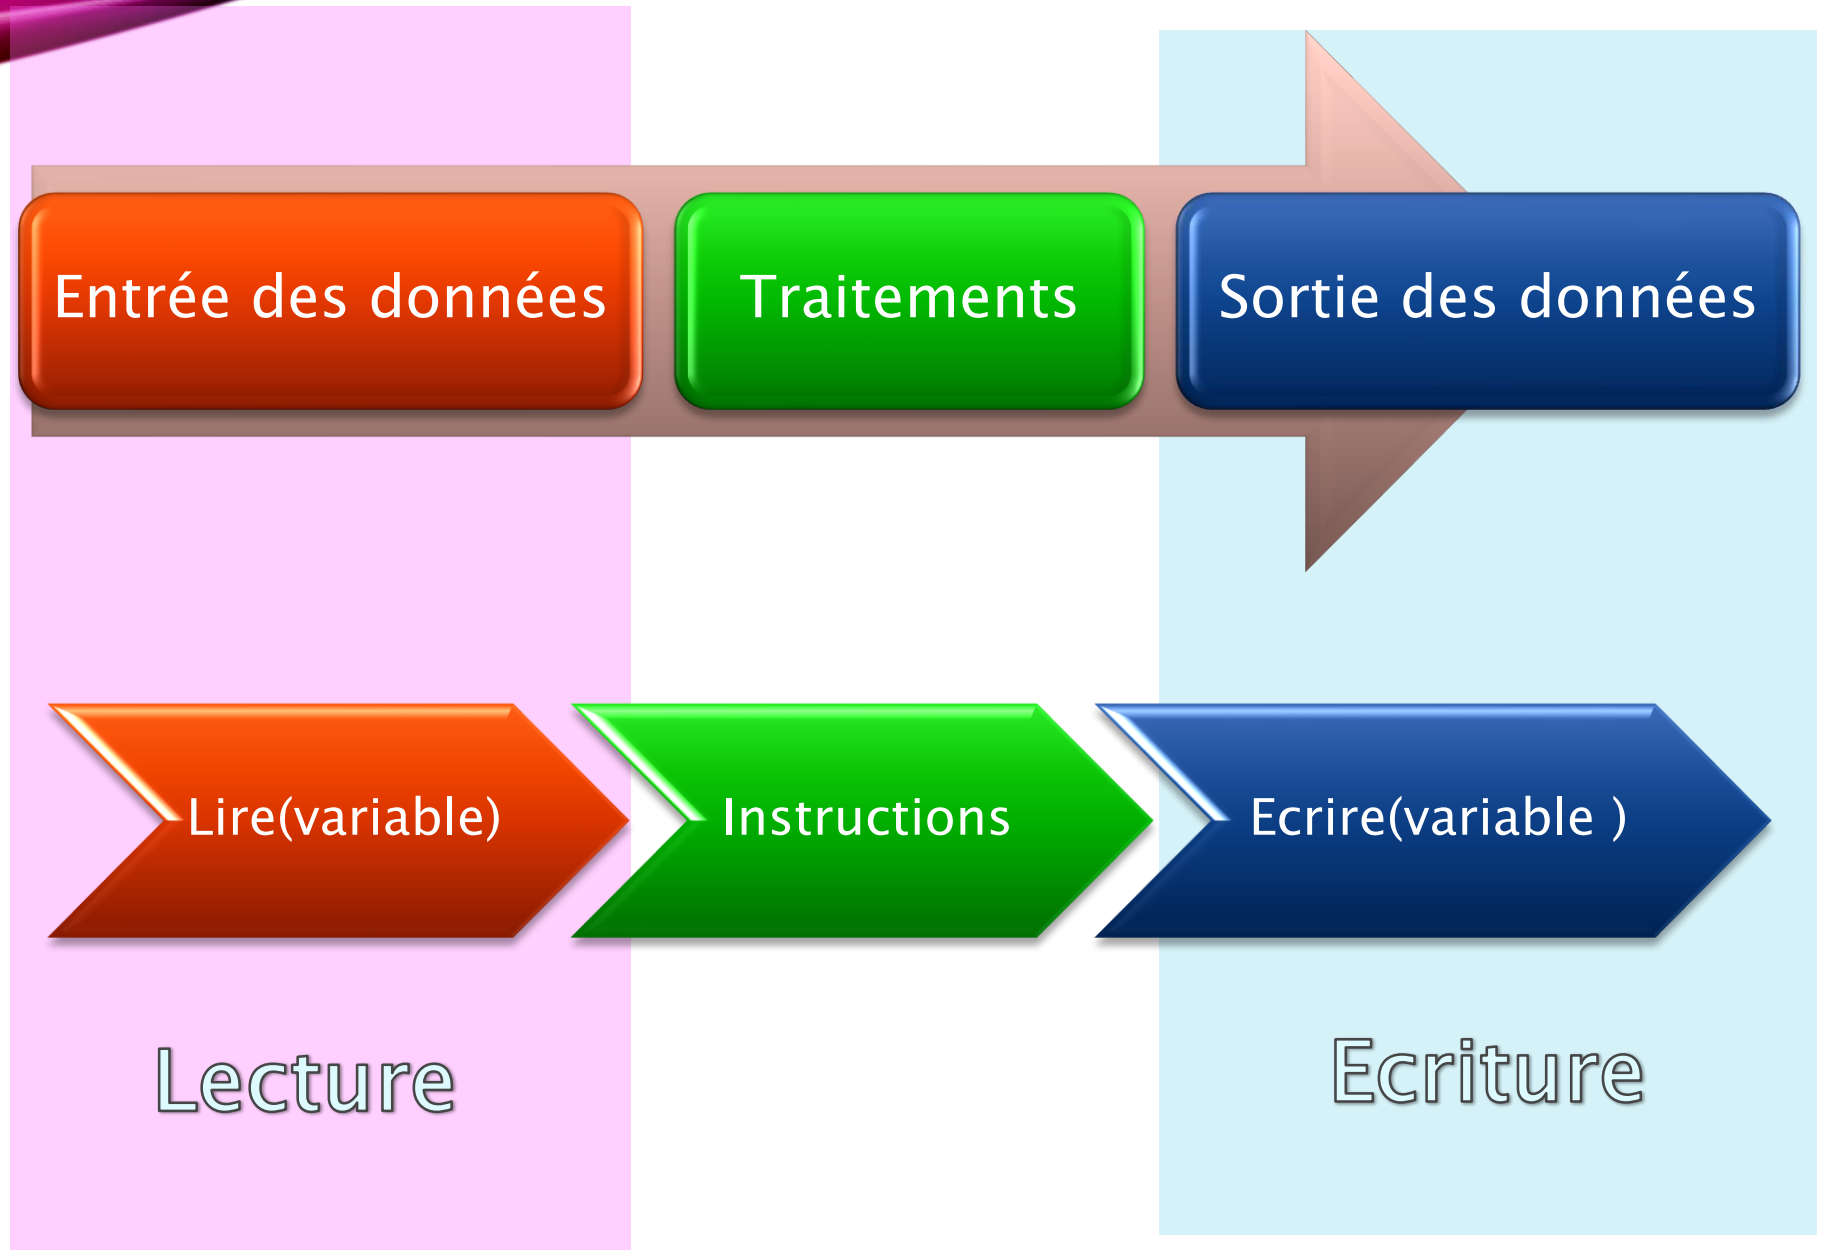 Entrée des données
Traitements
Sortie des données
Lire(variable)
Instructions
Ecrire(variable )
Lecture
Ecriture